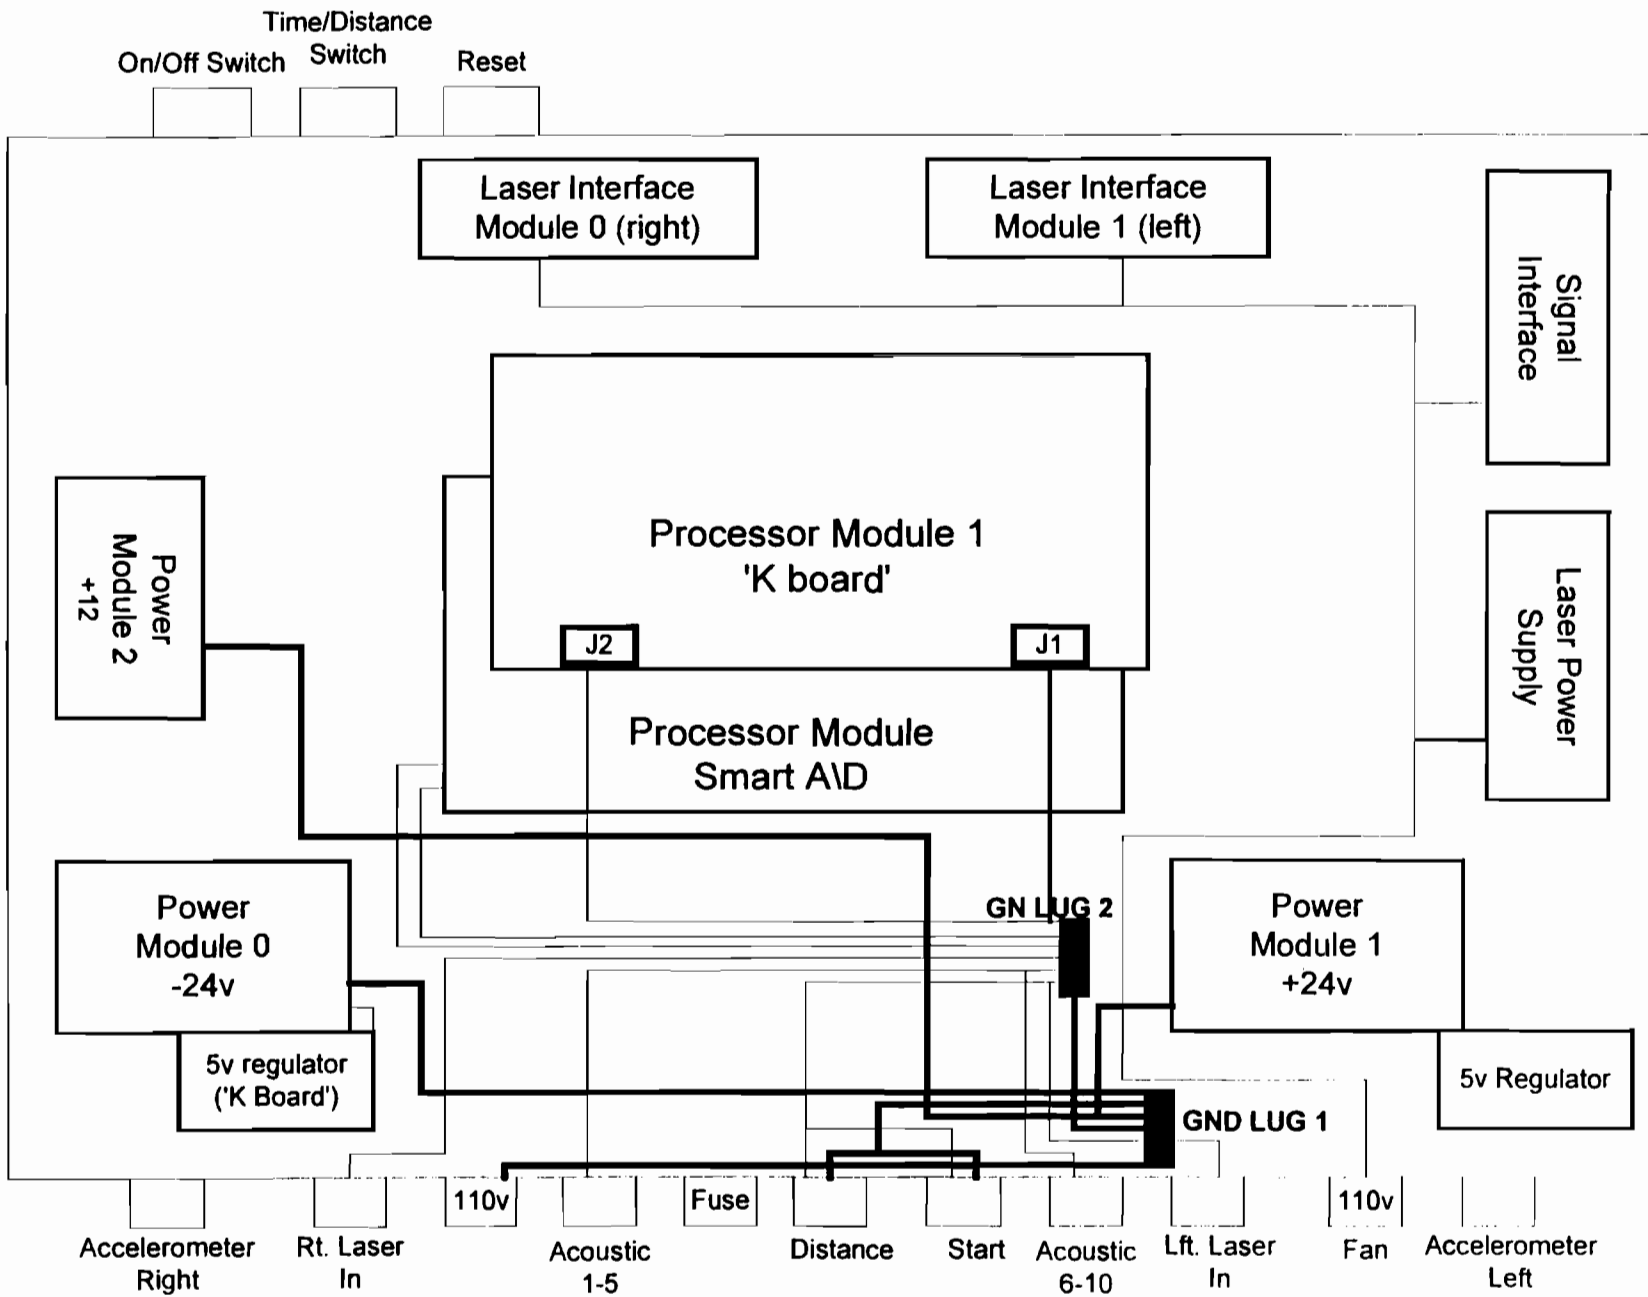 Time/Distance
Switch
On/Off Switch
Reset
Laser Interface
Module 0 (right)
Laser Interface
Module 1 (left)
Signal
Interface
Processor Module 1
'K board'
J2
J1
Power
Module 2
+12
Laser Power
Supply
Processor Module
Smart A\D
Power
Module 0
-24v
GN LUG 2
Power
Module 1
+24v
5v regulator
('K Board')
5v Regulator
GND LUG 1
110v
Fuse
110v
Accelerometer
Right
Rt. Laser
In
Acoustic
1-5
Distance
Start
Acoustic
6-10
Lft. Laser
In
Fan
Accelerometer
Left